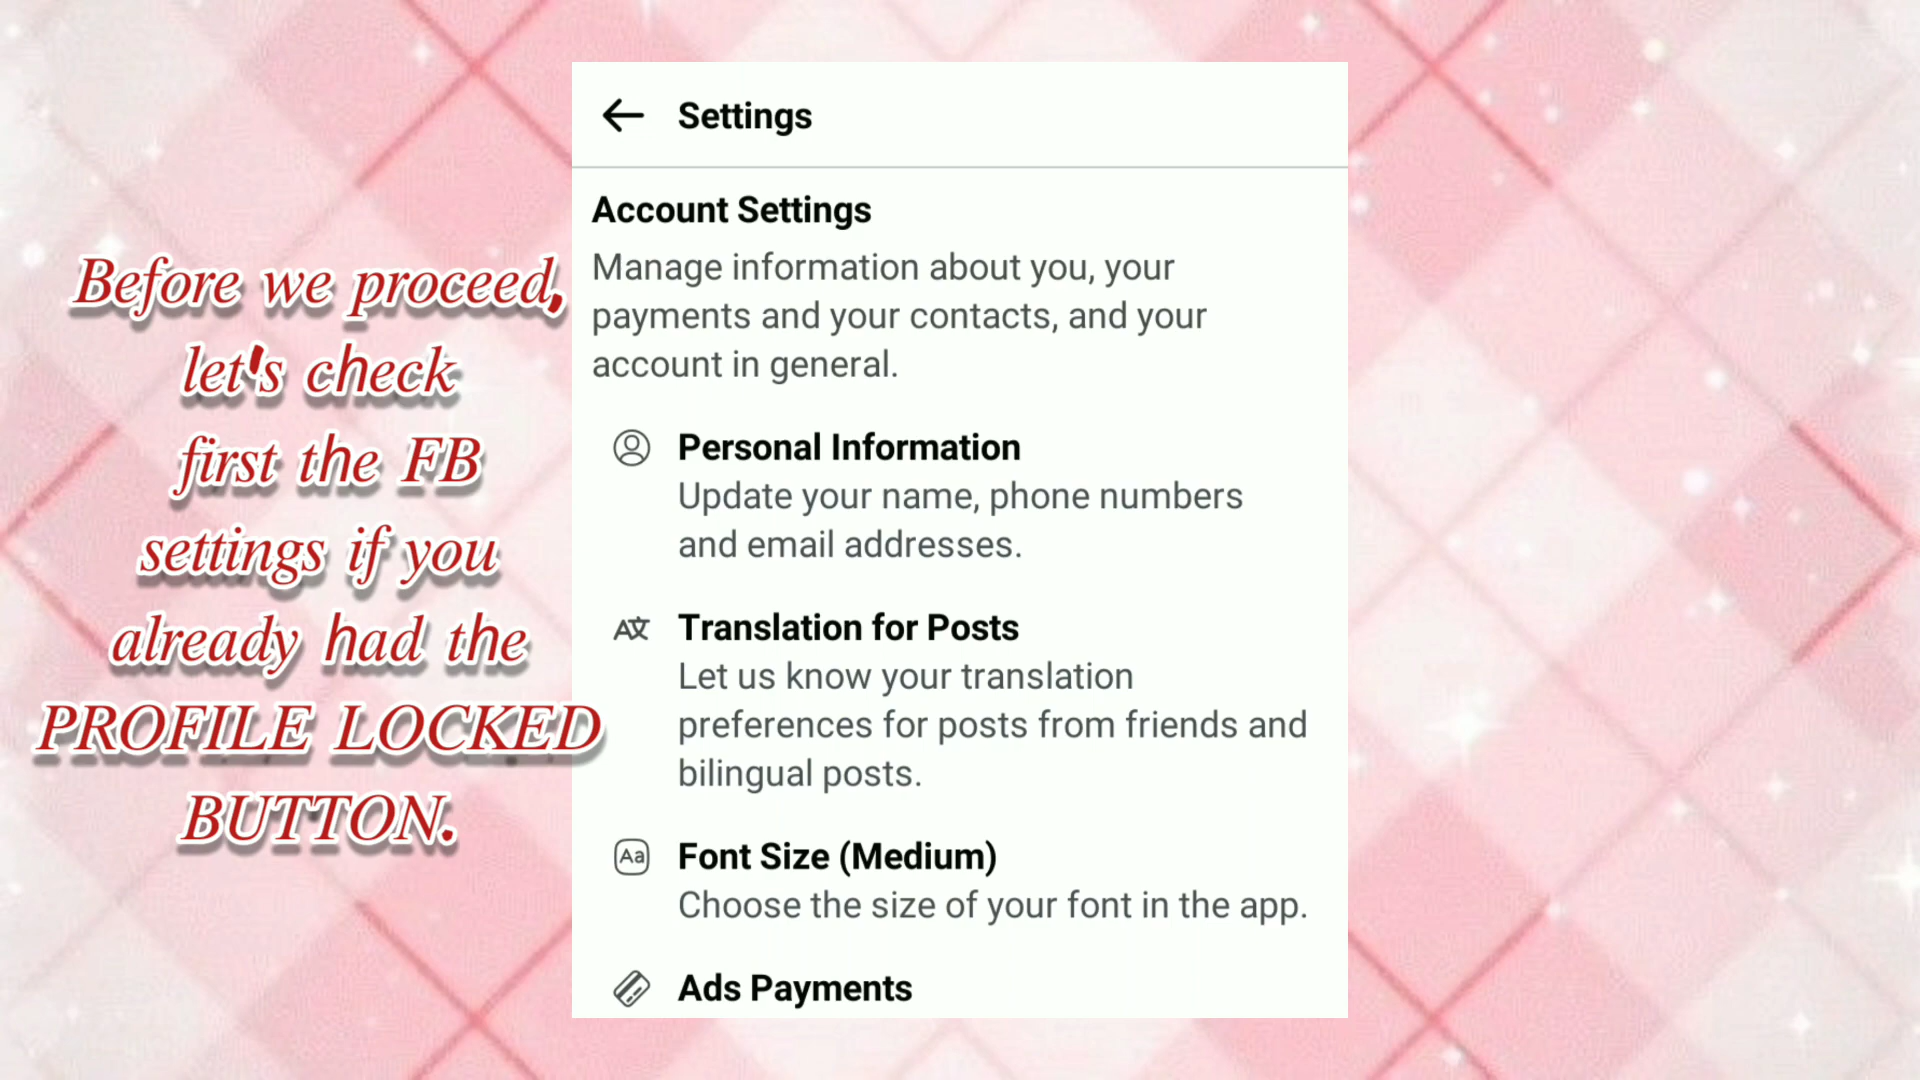 Before we proceed,
let's check
first the FB
settings if you
already had the
PROFILE LOCKED
BUTTON.
Settings
Account Settings
Manage information about you, your
payments and your contacts, and your
account in general.
Personal Information
Update your name, phone numbers
and email addresses.
Translation for Posts
Let us know your translation
preferences for posts from friends and
bilingual posts.
Aa
Font Size (Medium)
Choose the size of your font in the app.
Ads Payments